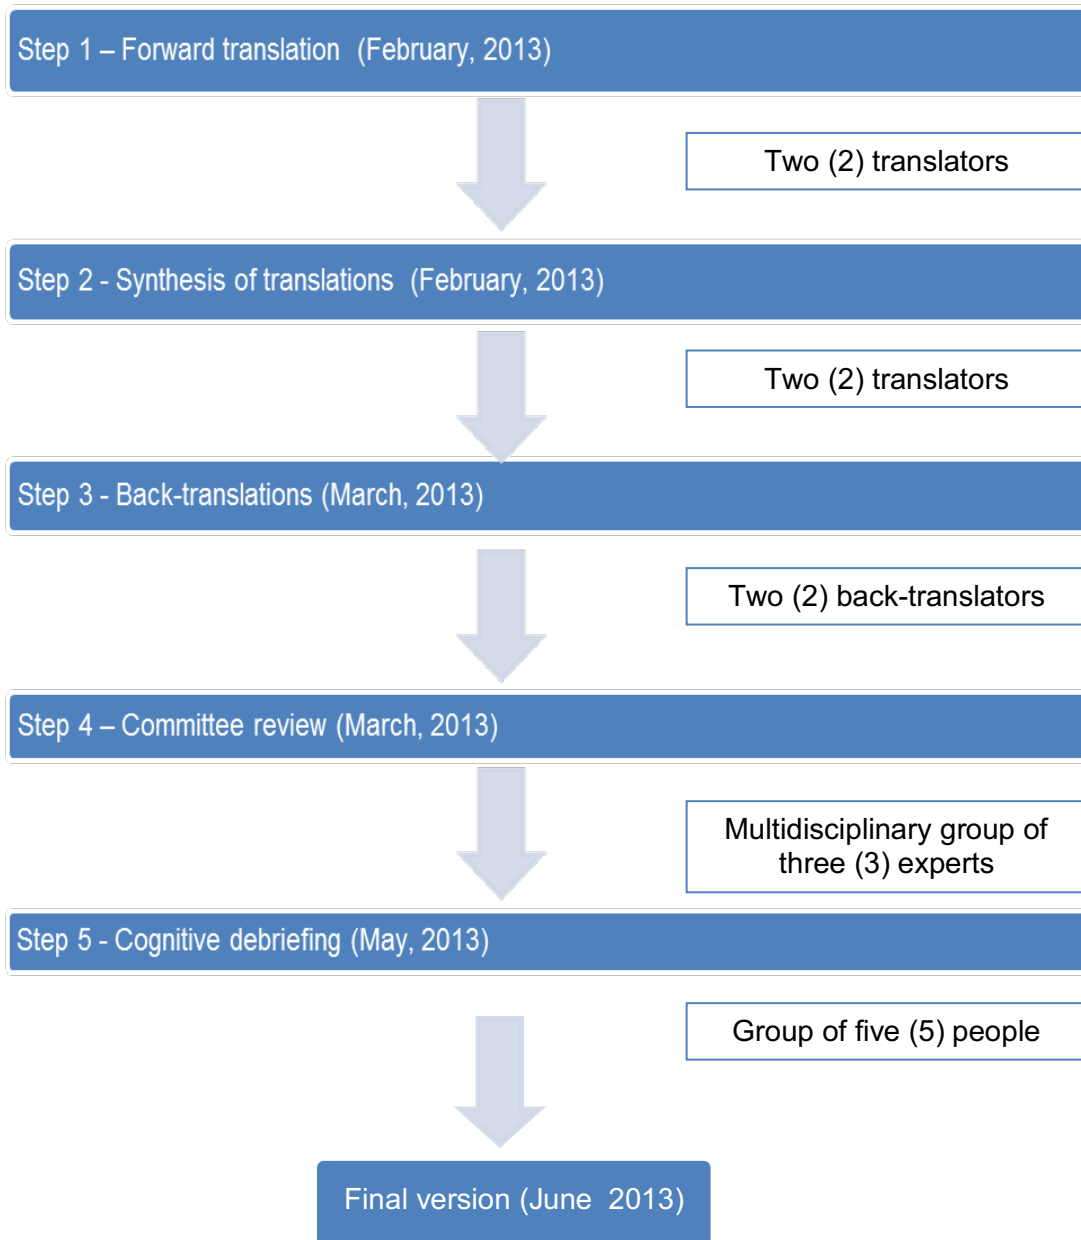 Step 1 – Forward translation (February, 2013)
Two (2) translators
Step 2 - Synthesis of translations (February, 2013)
Two (2) translators
Step 3 - Back-translations (March, 2013)
Two (2) back-translators
Step 4 – Committee review (March, 2013)
Multidisciplinary group of
three (3) experts
Step 5 - Cognitive debriefing (May, 2013)
Group of five (5) people
Final version (June 2013)